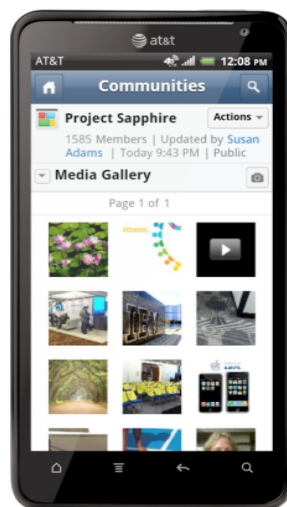 at&t
AT&T 12:08 PM
Communities
Project Sapphire Actions
1585 Members | Updated by Susan
Adams | Today 9:43 PM | Public
Media Gallery
Page 1 of 1